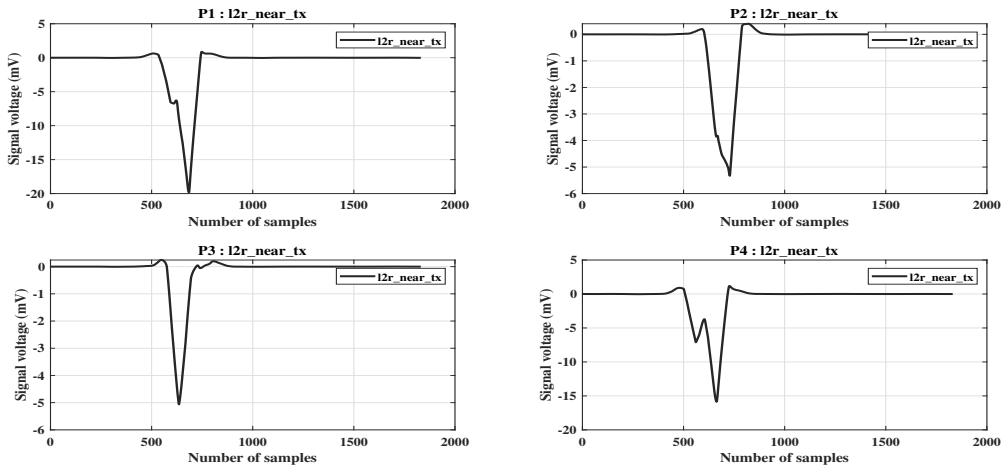 P1 : l2r_near_tx
Signal voltage (mV)
5
0
-5
-10
-15
-20
l2r_near_tx
0
500
1000
1500
2000
Number of samples
P2 : l2r_near_tx
Signal voltage (mV)
0
-1
-2
-3
-4
-5
-6
l2r_near_tx
0
500
1000
1500
2000
Number of samples
P3 : l2r_near_tx
Signal voltage (mV)
0
-1
-2
-3
-4
-5
-6
l2r_near_tx
0
500
1000
1500
2000
Number of samples
P4 : l2r_near_tx
Signal voltage (mV)
5
0
-5
-10
-15
-20
l2r_near_tx
0
500
1000
1500
2000
Number of samples